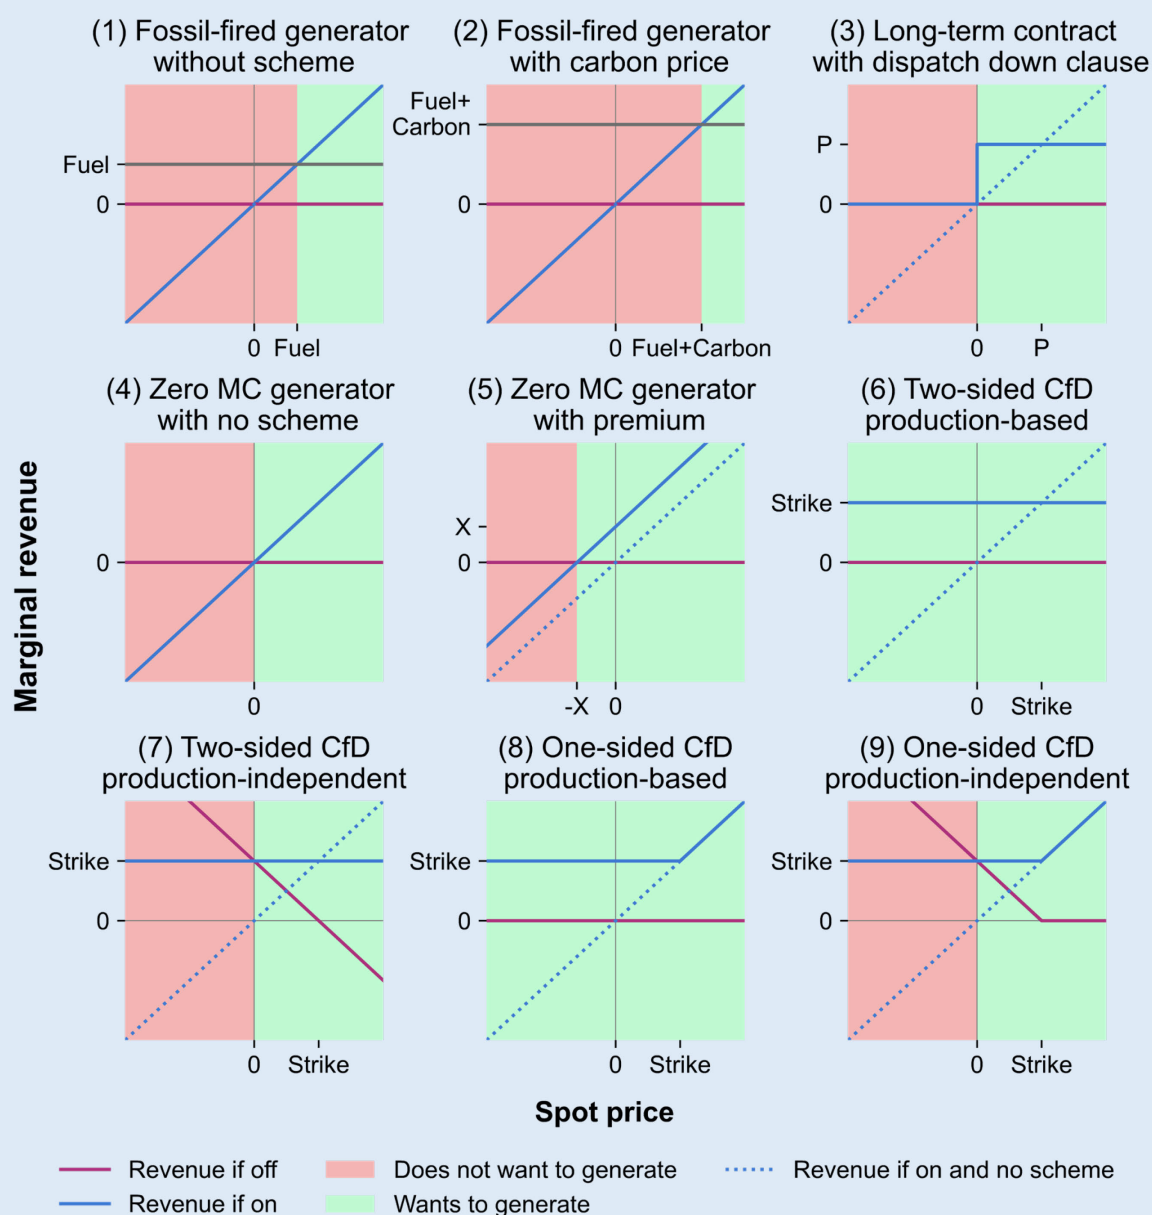 (1) Fossil-fired generator
without scheme
Fuel
0
0 Fuel
(2) Fossil-fired generator
with carbon price
Fuel+
Carbon
0
0 Fuel+Carbon
(3) Long-term contract
with dispatch down clause
P
0
0 P
(4) Zero MC generator
with no scheme
0
0
(5) Zero MC generator
with premium
X
0
-X 0
(6) Two-sided CfD
production-based
Strike
0
0 Strike
(7) Two-sided CfD
production-independent
Strike
0
0 Strike
(8) One-sided CfD
production-based
Strike
0
0 Strike
(9) One-sided CfD
production-independent
Strike
0
0 Strike
Marginal revenue
Spot price
Revenue if off
Revenue if on
Does not want to generate
Wants to generate
Revenue if on and no scheme